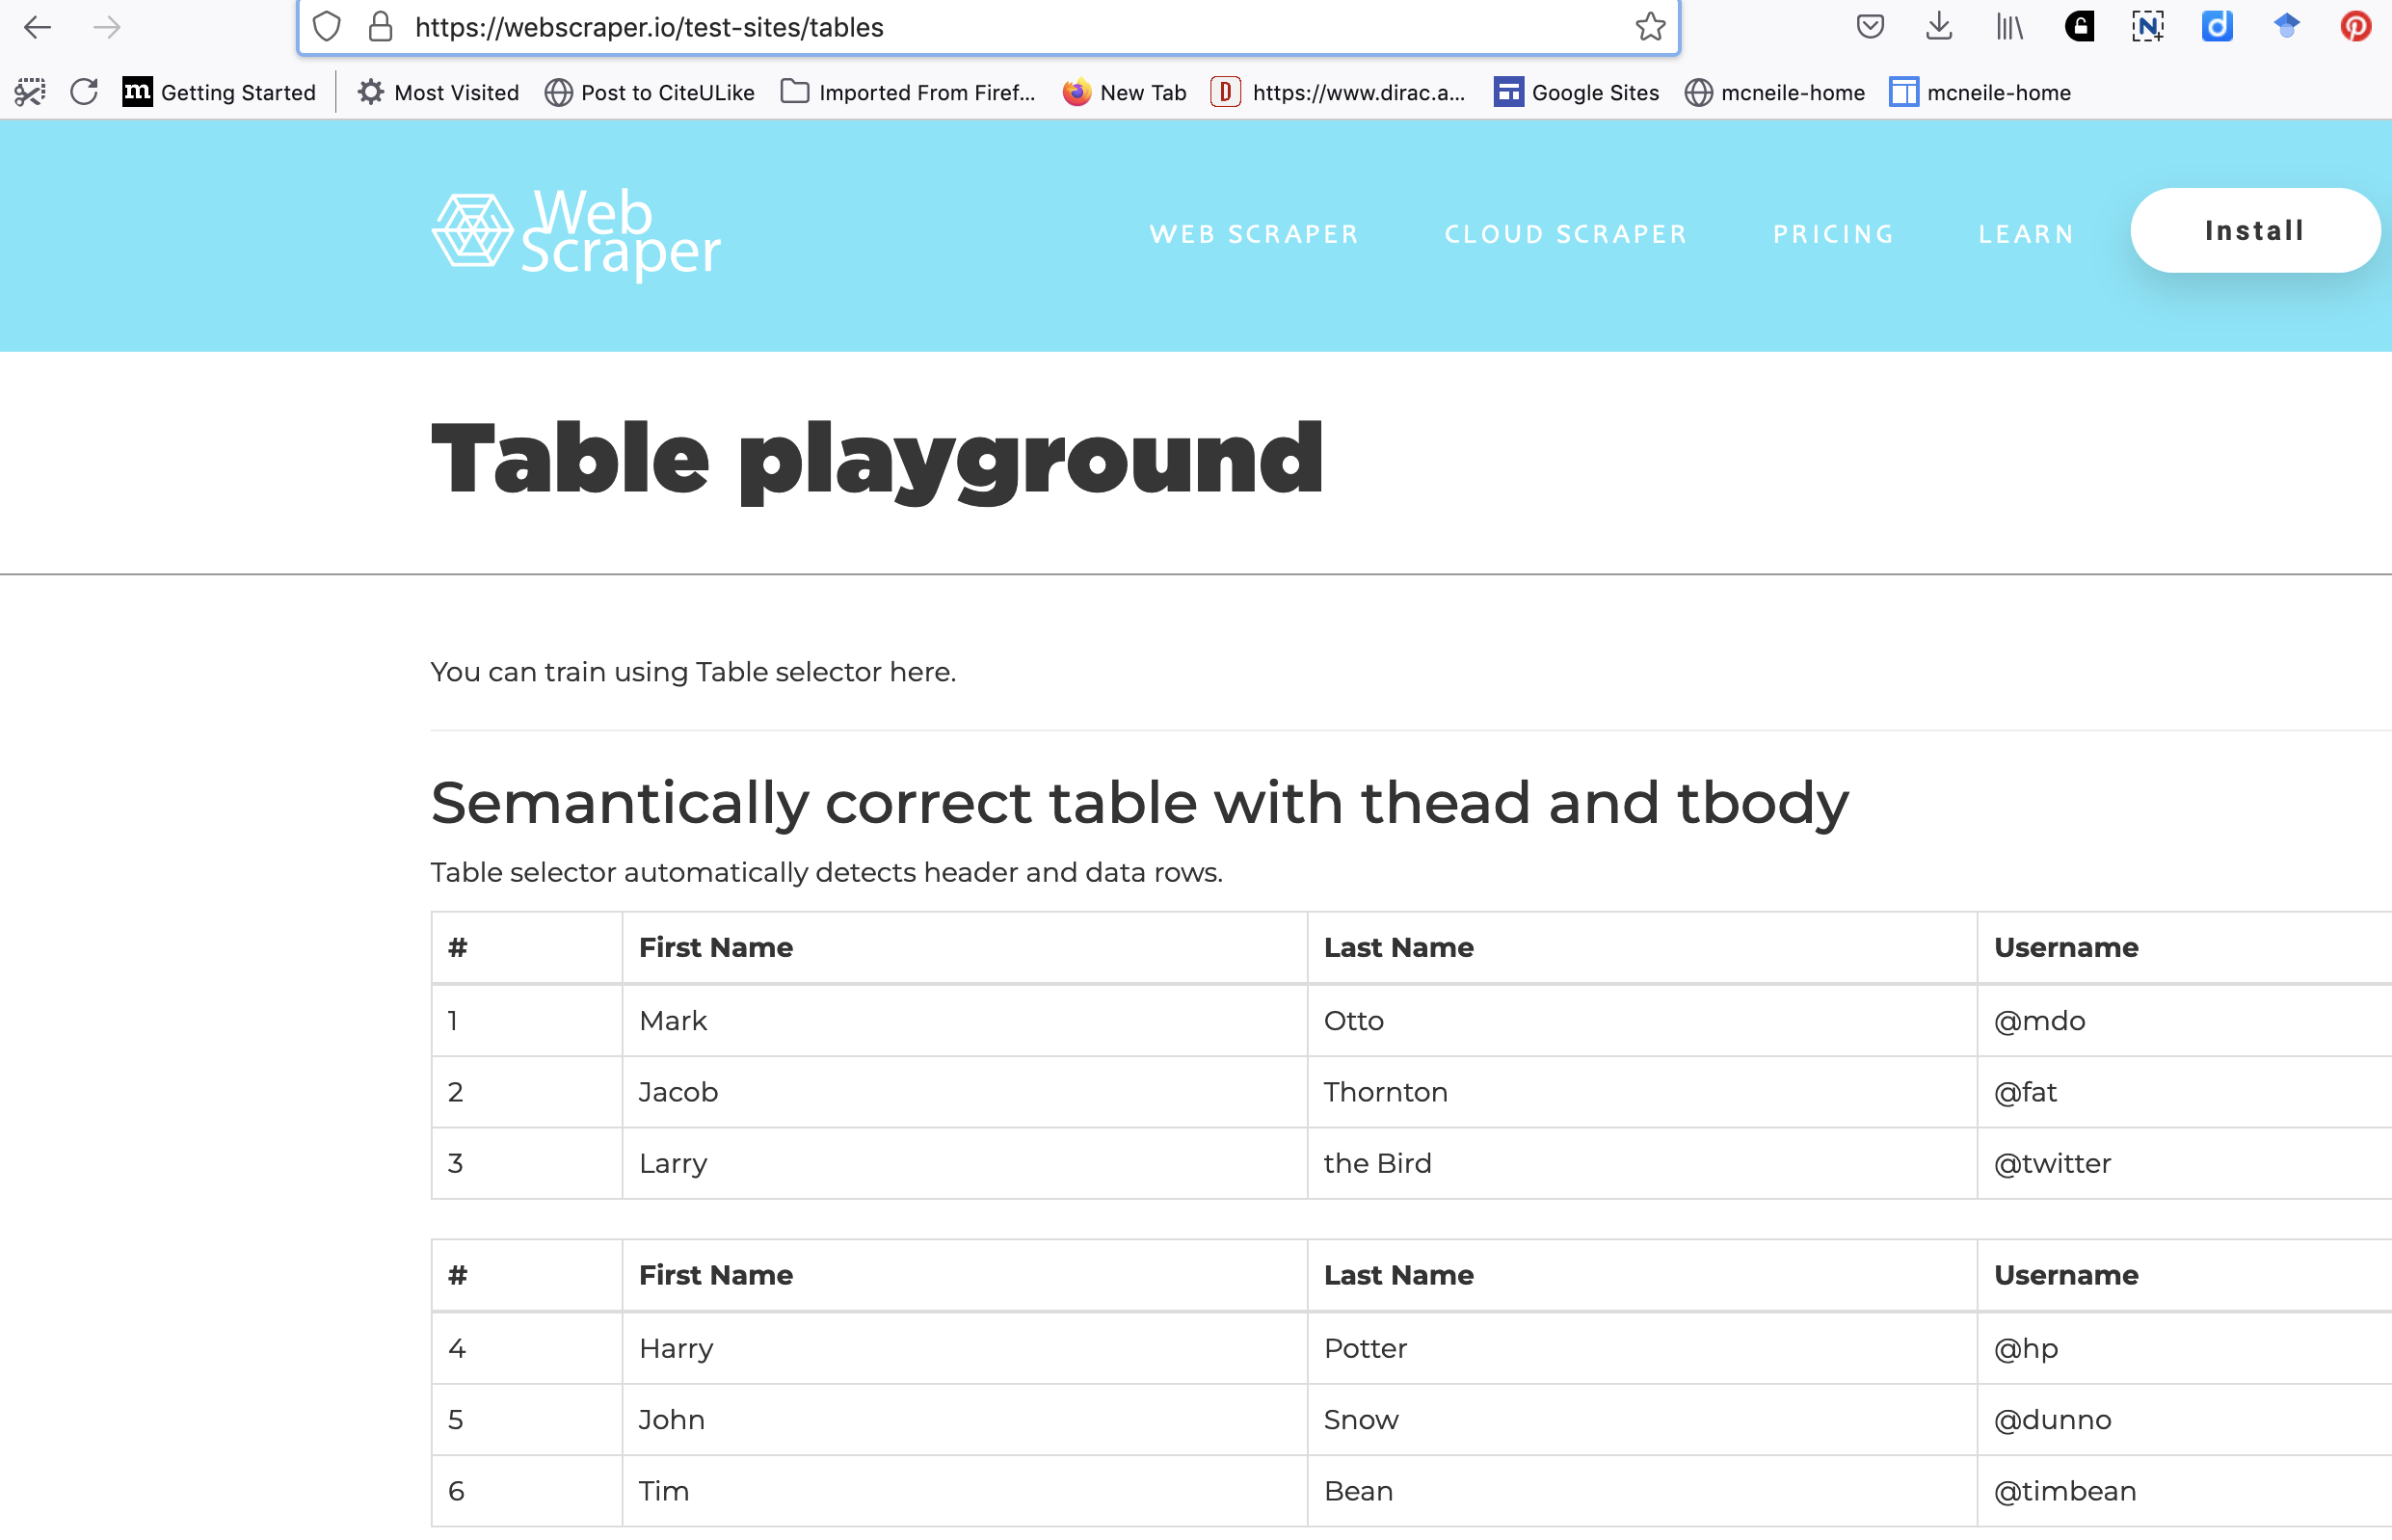 https://webscraper.io/test-sites/tables
m Getting Started Most Visited Post to CiteULike Imported From Firef... New Tab D https://www.dirac.a... Google Sites mcneile-home mcneile-home
Web
Scraper
WEB SCRAPER CLOUD SCRAPER PRICING LEARN Install
Table playground
You can train using Table selector here.
Semantically correct table with thead and tbody
Table selector automatically detects header and data rows.
# First Name Last Name Username
1 Mark Otto @mdo
2 Jacob Thornton @fat
3 Larry the Bird @twitter
# First Name Last Name Username
4 Harry Potter @hp
5 John Snow @dunno
6 Tim Bean @timbean